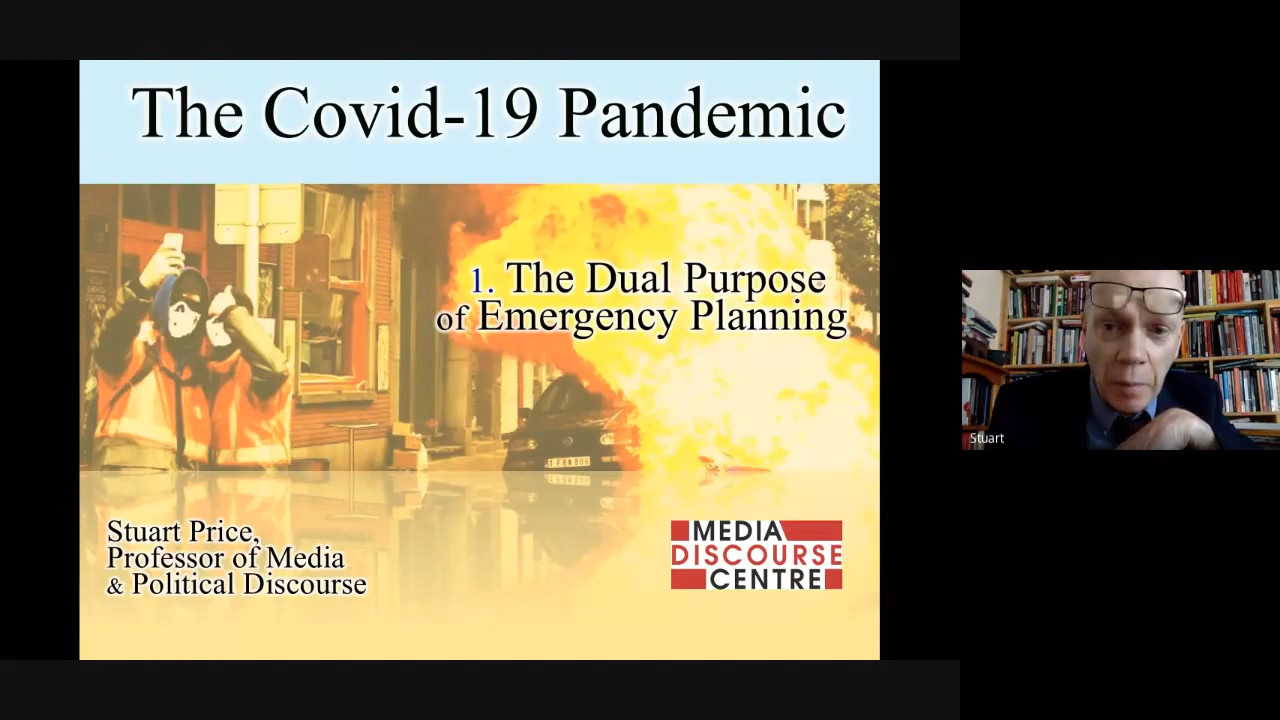 The Covid-19 Pandemic
1. The Dual Purpose
of Emergency Planning
Stuart Price,
Professor of Media
& Political Discourse
MEDIA
DISCOURSE
CENTRE
Stuart